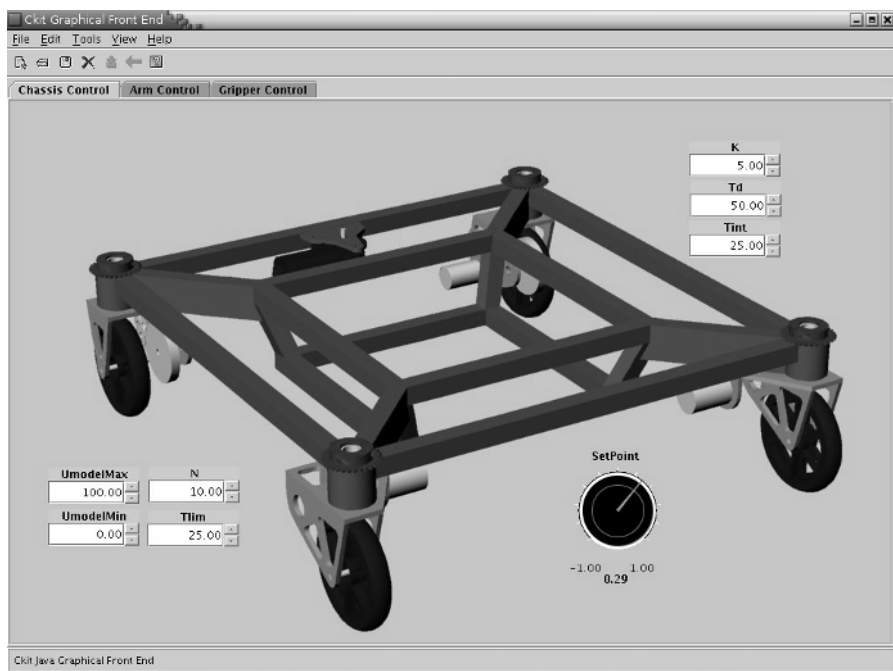 Ckit Graphical Front End
File Edit Tools View Help
Chassis Control Arm Control Gripper Control
K
5.00
Td
50.00
Tint
25.00
UmodelMax N
100.00 10.00
UmodelMin Tlim
0.00 25.00
SetPoint
-1.00 1.00
0.29
Ckit Java Graphical Front End